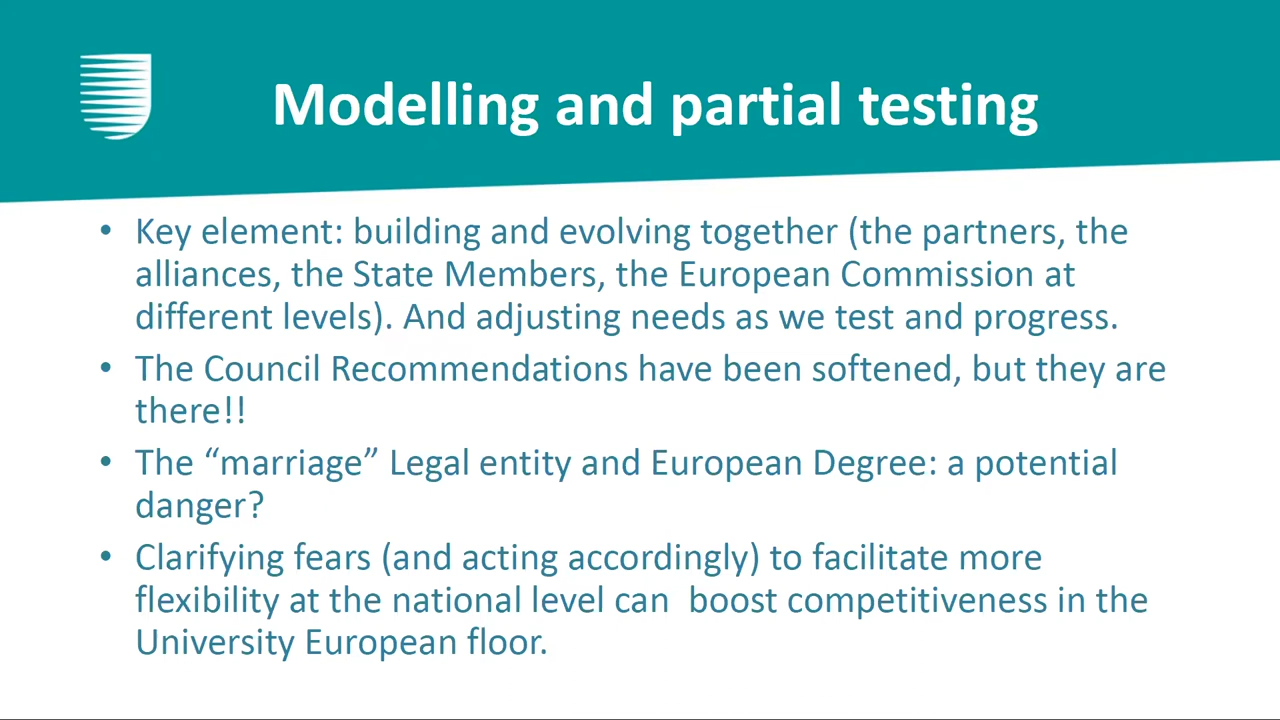 Modelling and partial testing
• Key element: building and evolving together (the partners, the
alliances, the State Members, the European Commission at
different levels). And adjusting needs as we test and progress.
• The Council Recommendations have been softened, but they are
there!!
• The “marriage” Legal entity and European Degree: a potential
danger?
• Clarifying fears (and acting accordingly) to facilitate more
flexibility at the national level can  boost competitiveness in the
University European floor.